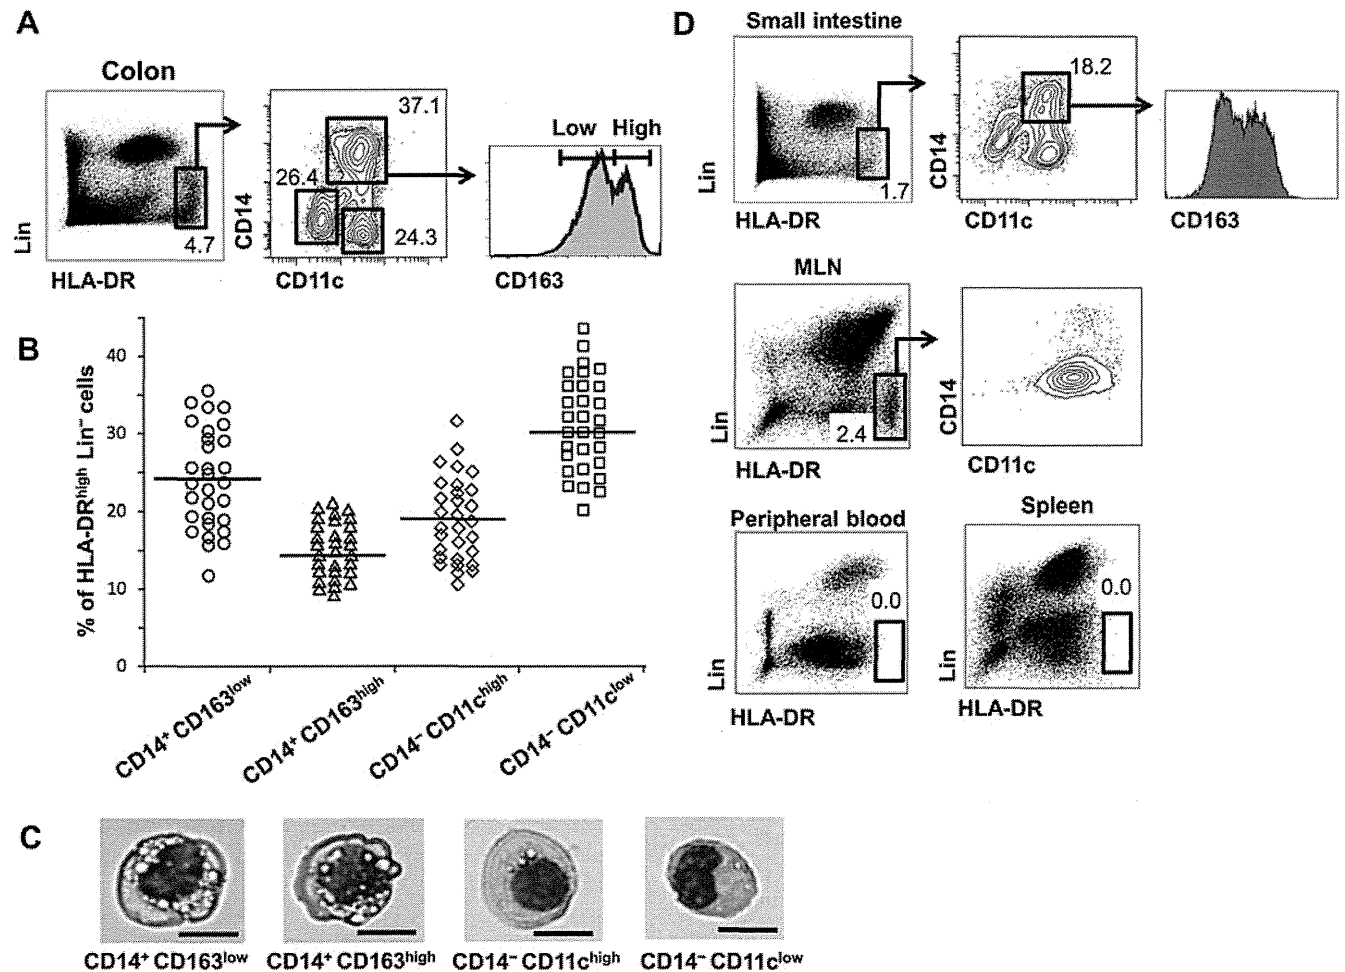 A
Colon
Lin
4.7
HLA-DR
37.1
26.4
24.3
CD14
CD11c
Low High
CD163
B
% of HLA-DRhigh Lin– cells
40
30
20
10
0
CD14+ CD163low
CD14+ CD163high
CD14– CD11chigh
CD14– CD11clow
C
CD14+ CD163low
CD14+ CD163high
CD14– CD11chigh
CD14– CD11clow
D
Small intestine
Lin
1.7
HLA-DR
18.2
CD14
CD11c
CD163
MLN
Lin
2.4
HLA-DR
CD14
CD11c
Peripheral blood
0.0
Lin
HLA-DR
Spleen
0.0
Lin
HLA-DR